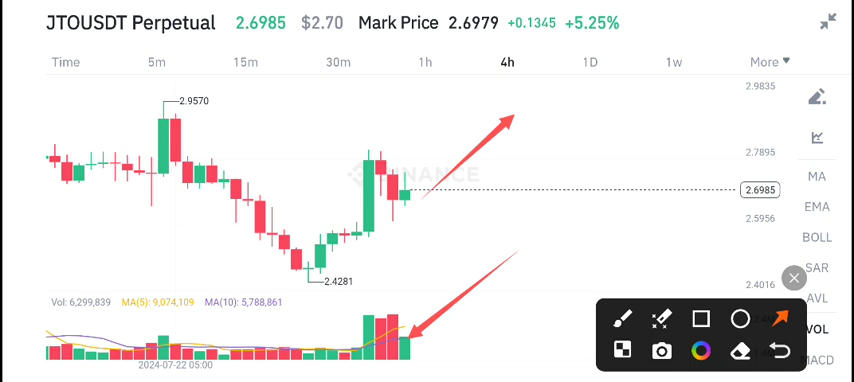 JTOUSDT Perpetual 2.6985 $2.70 Mark Price 2.6979 +0.1345 +5.25%
Time 5m 15m 30m 1h 4h 1D 1w More
2.9835
2.9570
MA
2.7895
BINANCE
2.6985
EMA
2.5956
BOLL
SAR
2.4281
2.4016
AVL
Vol: 6,299,839 MA(5): 9,074,109 MA(10): 5,788,861
VOL
MACD
2024-07-22 05:00